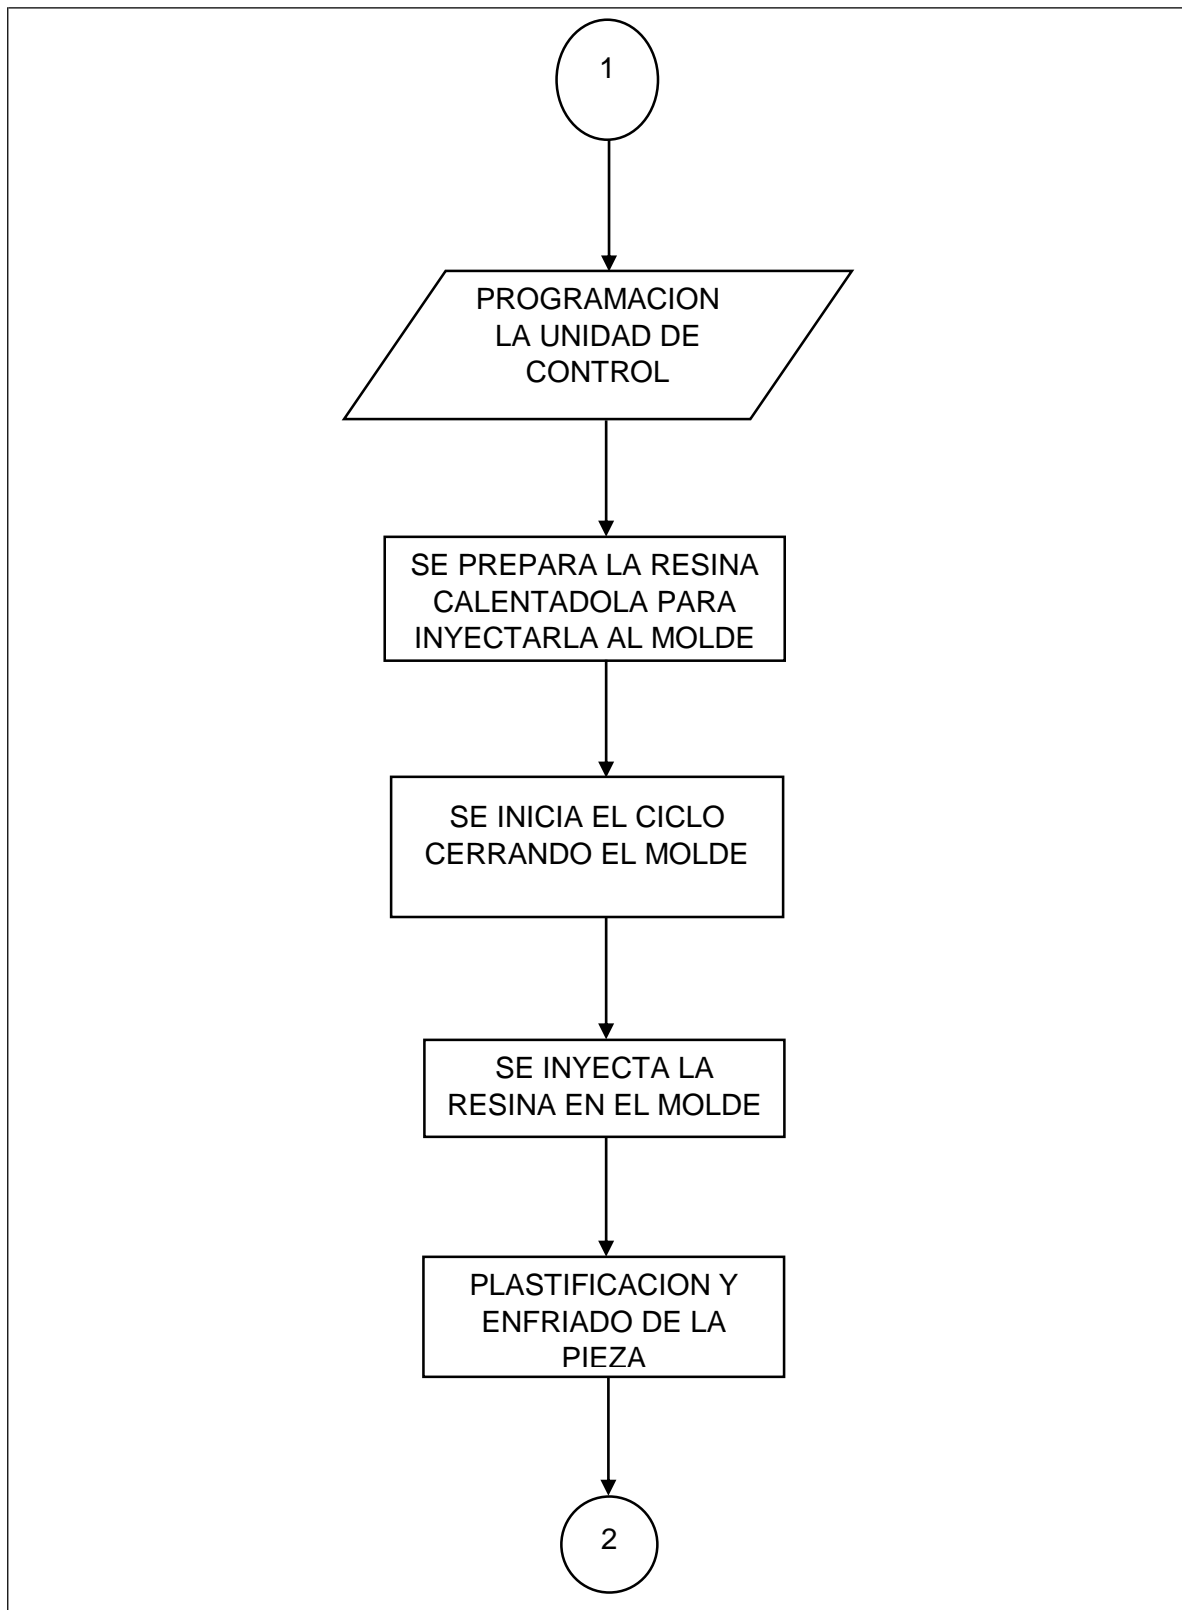 1
PROGRAMACION
LA UNIDAD DE
CONTROL
SE PREPARA LA RESINA
CALENTADOLA PARA
INYECTARLA AL MOLDE
SE INICIA EL CICLO
CERRANDO EL MOLDE
SE INYECTA LA
RESINA EN EL MOLDE
PLASTIFICACION Y
ENFRIADO DE LA
PIEZA
2